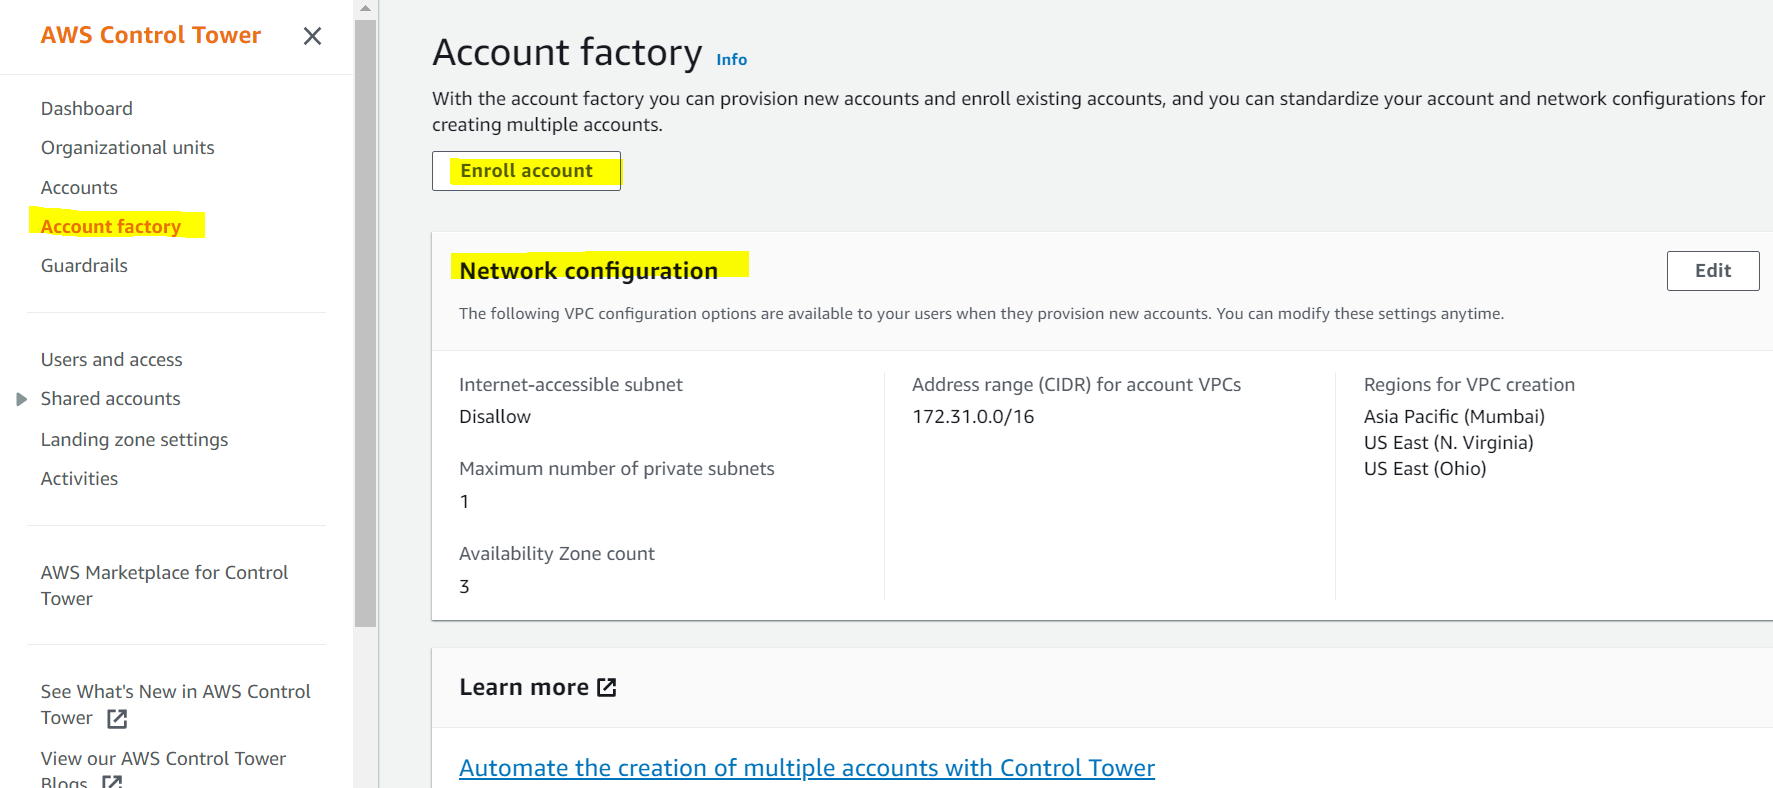 AWS Control Tower
Dashboard
Organizational units
Accounts
Account factory
Guardrails
Users and access
Shared accounts
Landing zone settings
Activities
AWS Marketplace for Control
Tower
See What's New in AWS Control
Tower
View our AWS Control Tower
Blogs
Account factory Info
With the account factory you can provision new accounts and enroll existing accounts, and you can standardize your account and network configurations for
creating multiple accounts.
Enroll account
Network configuration
Edit
The following VPC configuration options are available to your users when they provision new accounts. You can modify these settings anytime.
Internet-accessible subnet
Disallow
Maximum number of private subnets
1
Availability Zone count
3
Address range (CIDR) for account VPCs
172.31.0.0/16
Regions for VPC creation
Asia Pacific (Mumbai)
US East (N. Virginia)
US East (Ohio)
Learn more
Automate the creation of multiple accounts with Control Tower